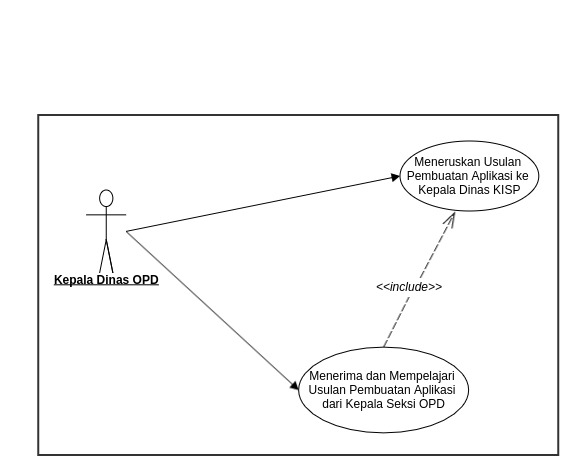 Meneruskan Usulan
Pembuatan Aplikasi ke
Kepala Dinas KISP
Kepala Dinas OPD
<<include>>
Menerima dan Mempelajari
Usulan Pembuatan Aplikasi
dari Kepala Seksi OPD